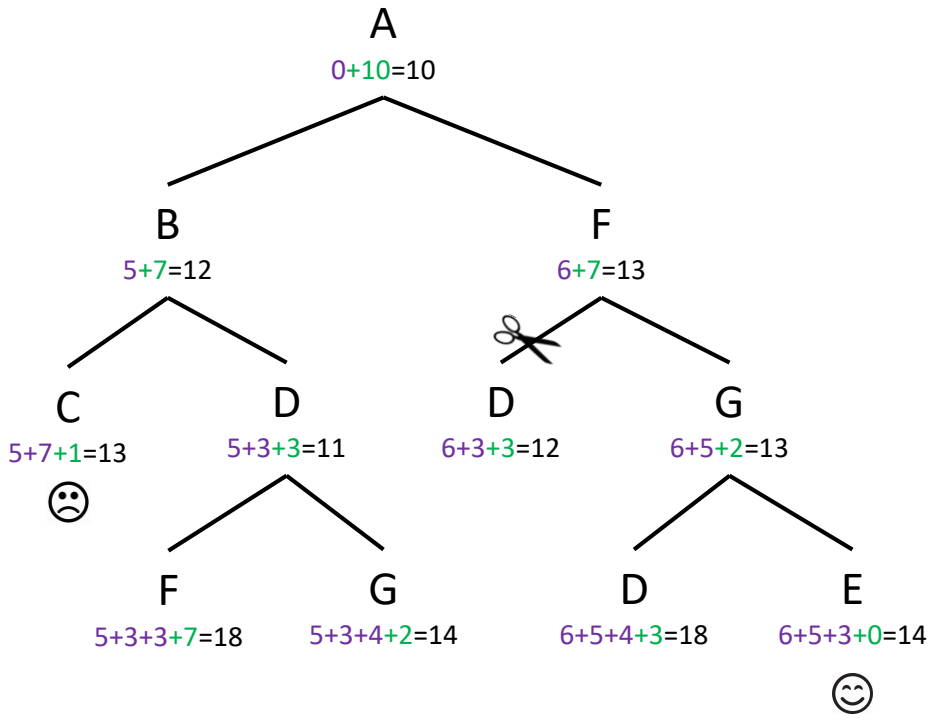 A
0+10=10
B
F
5+7=12
6+7=13
C
D
D
G
5+7+1=13
5+3+3=11
6+3+3=12
6+5+2=13
F
G
D
E
5+3+3+7=18
5+3+4+2=14
6+5+4+3=18
6+5+3+0=14